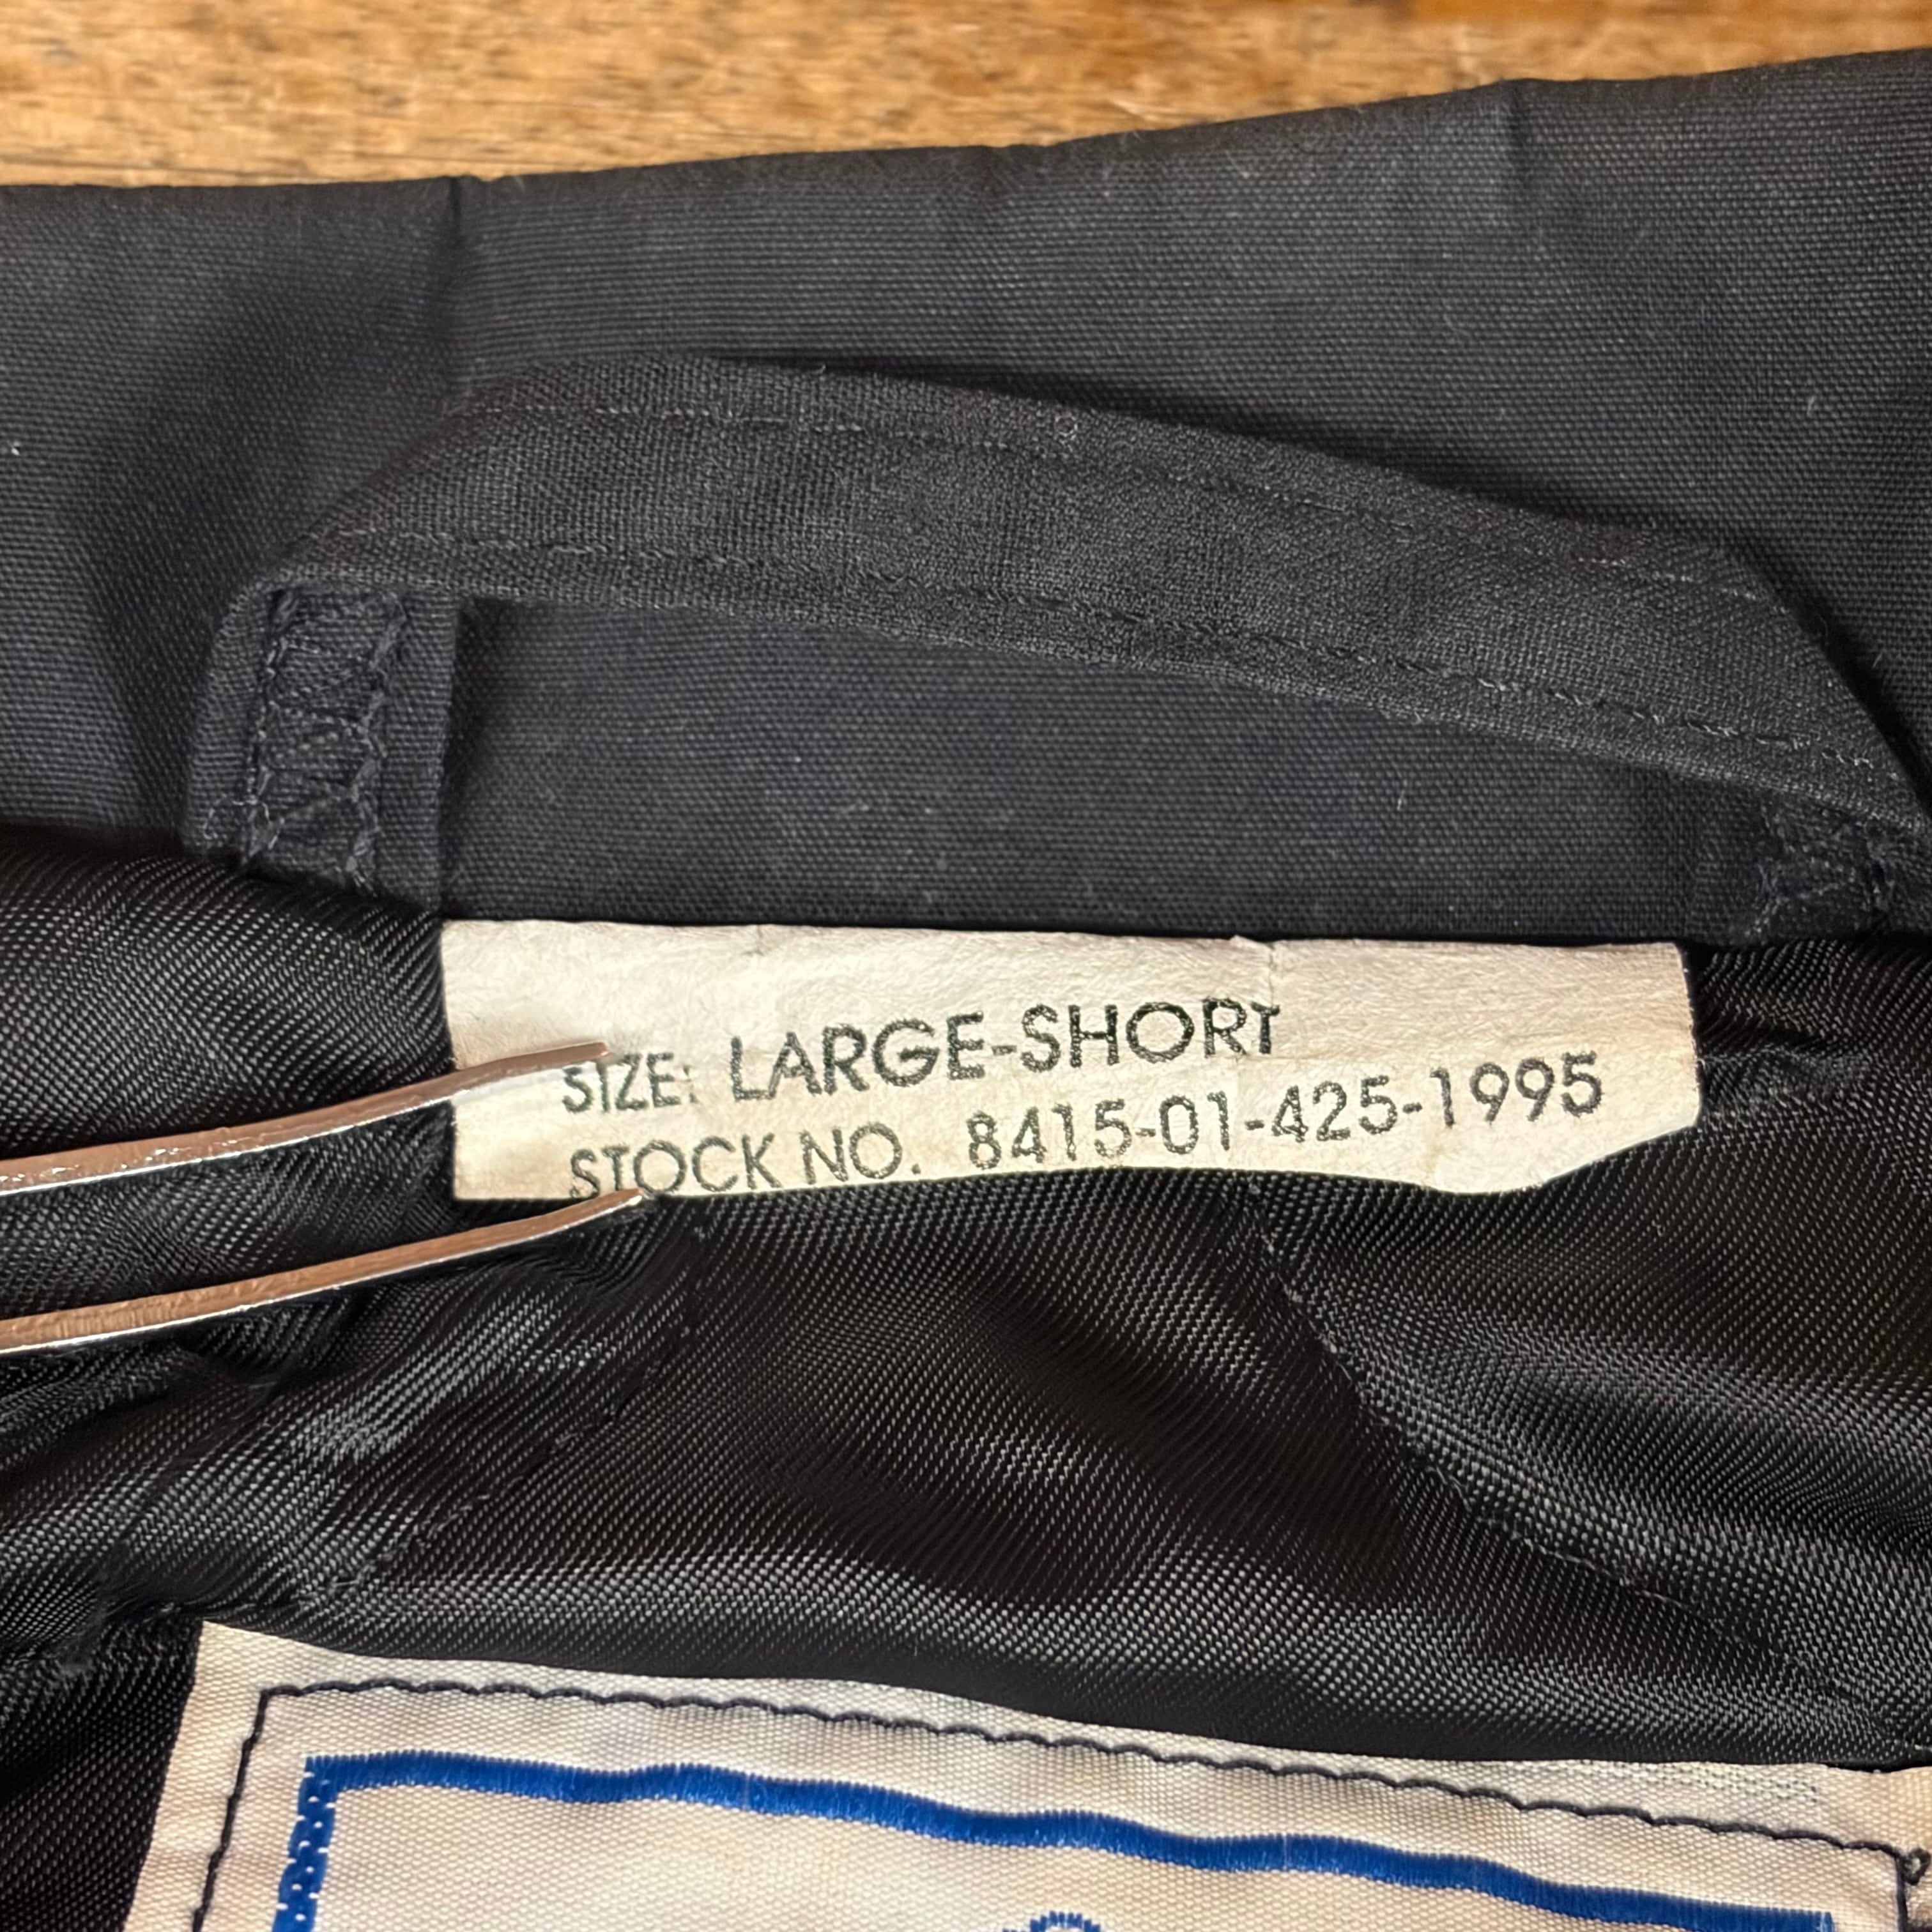 SIZE: LARGE-SHORT
STOCK NO. 8415-01-425-1995